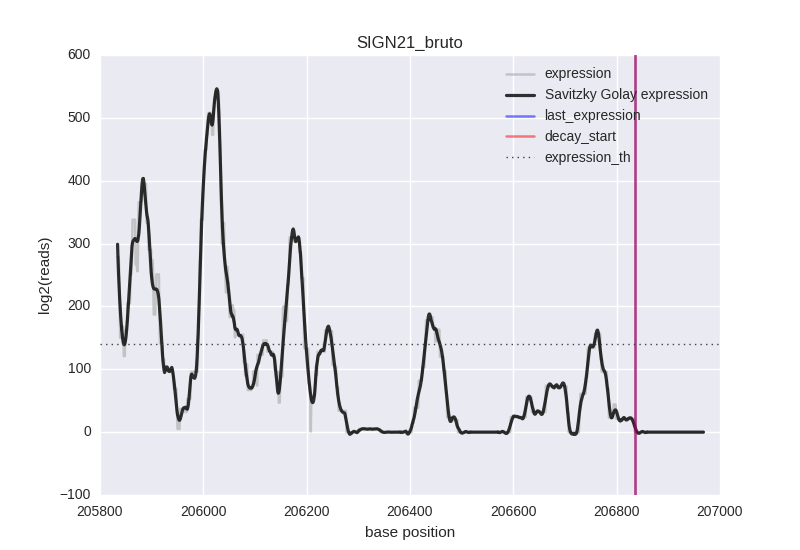 SIGN21_bruto
600
500
400
300
200
100
0
−100
log2(reads)
expression
Savitzky Golay expression
last_expression
decay_start
expression_th
205800 206000 206200 206400 206600 206800 207000
base position